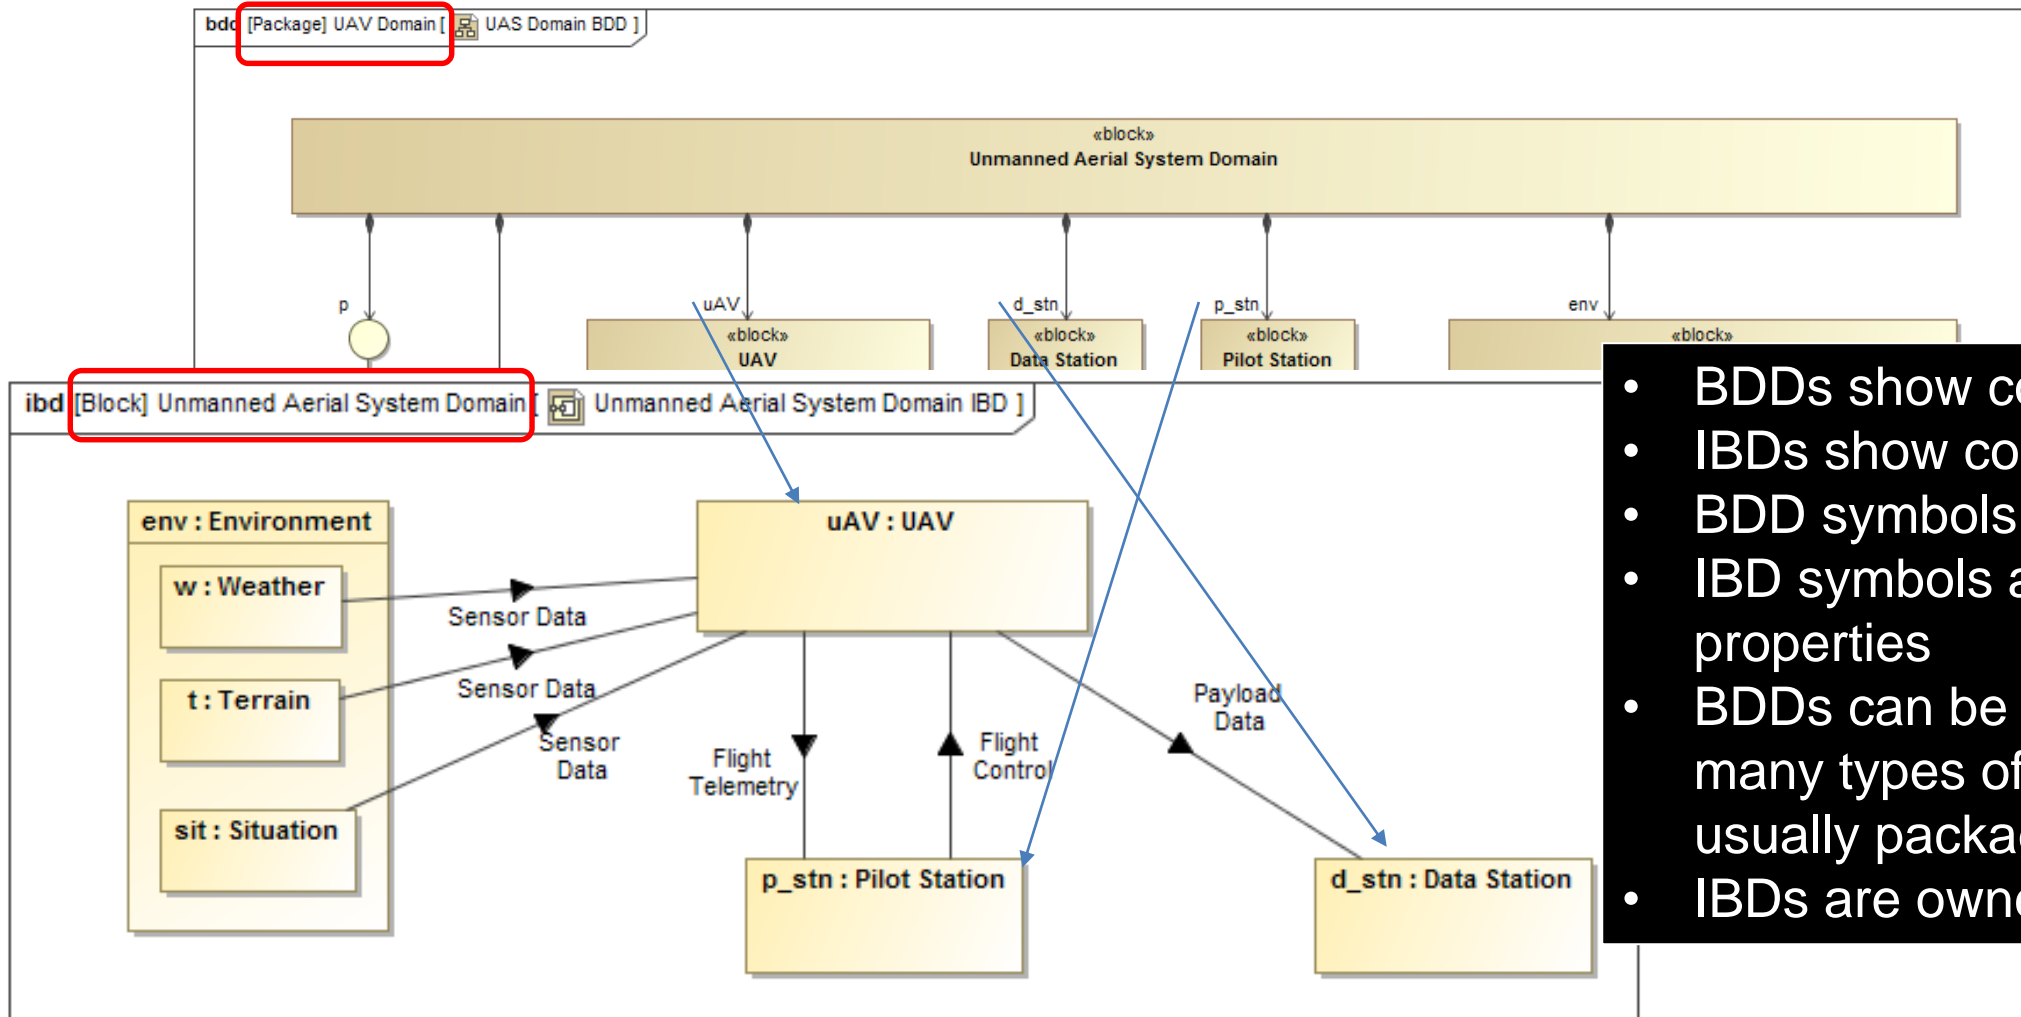 bdd [Package] UAV Domain [ UAS Domain BDD ]
«block»
Unmanned Aerial System Domain
p
uAV
d_stn
p_stn
env
«block»
UAV
«block»
Data Station
«block»
Pilot Station
«block»
ibd [Block] Unmanned Aerial System Domain [ Unmanned Aerial System Domain IBD ]
env : Environment
w : Weather
t : Terrain
sit : Situation
uAV : UAV
Sensor Data
Sensor Data
Sensor
Data
Flight
Telemetry
Flight
Control
Payload
Data
p_stn : Pilot Station
d_stn : Data Station
• BDDs show
• IBDs show
• BDD symbols
• IBD symbols
properties
• BDDs can be
many types of
usually
• IBDs are